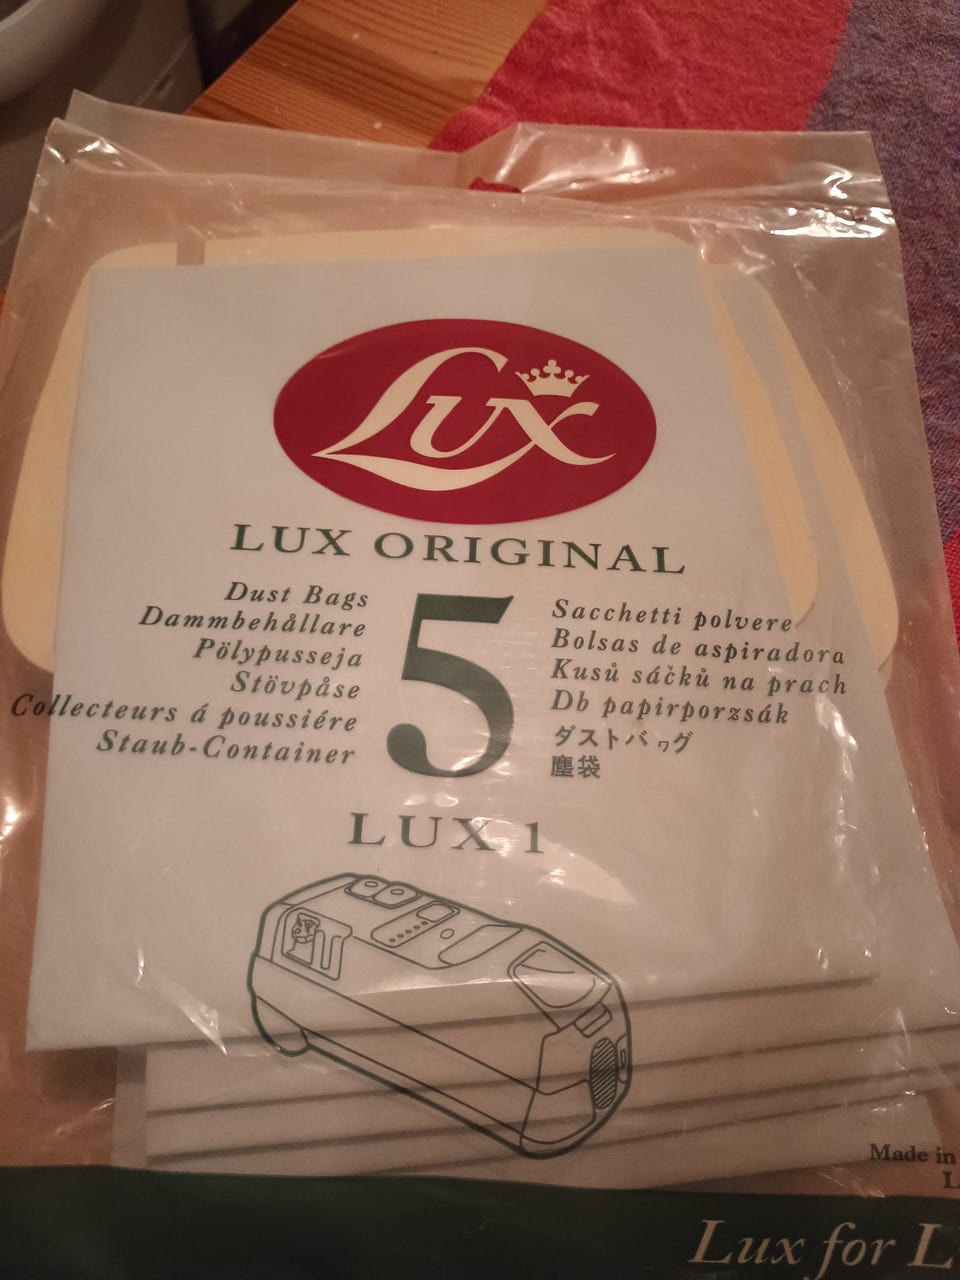 Lux
LUX ORIGINAL
Dust Bags
Dammbehållare
Pölypusseja
Stövpåse
Collecteurs á poussiére
Staub-Container
5
Sacchetti polvere
Bolsas de aspiradora
Kusů sáčků na prach
Db papirporzsák
ダストバッグ
塵袋
LUX 1
Made in
Lux for L